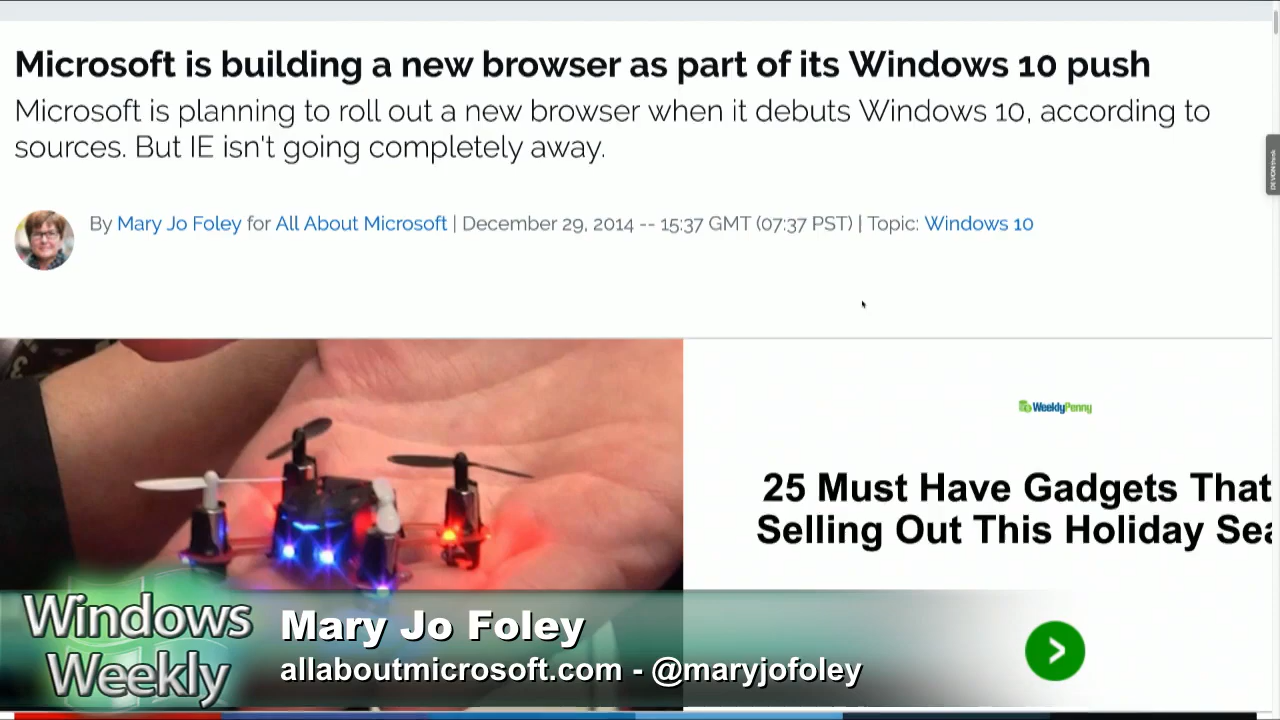 Microsoft is building a new browser as part of its Windows 10 push
Microsoft is planning to roll out a new browser when it debuts Windows 10, according to
sources. But IE isn't going completely away.
By Mary Jo Foley for All About Microsoft | December 29, 2014 -- 15:37 GMT (07:37 PST) | Topic: Windows 10
WeeklyPenny
25 Must Have Gadgets That
Selling Out This Holiday Sea
Windows
Weekly
Mary Jo Foley
allaboutmicrosoft.com - @maryjofoley